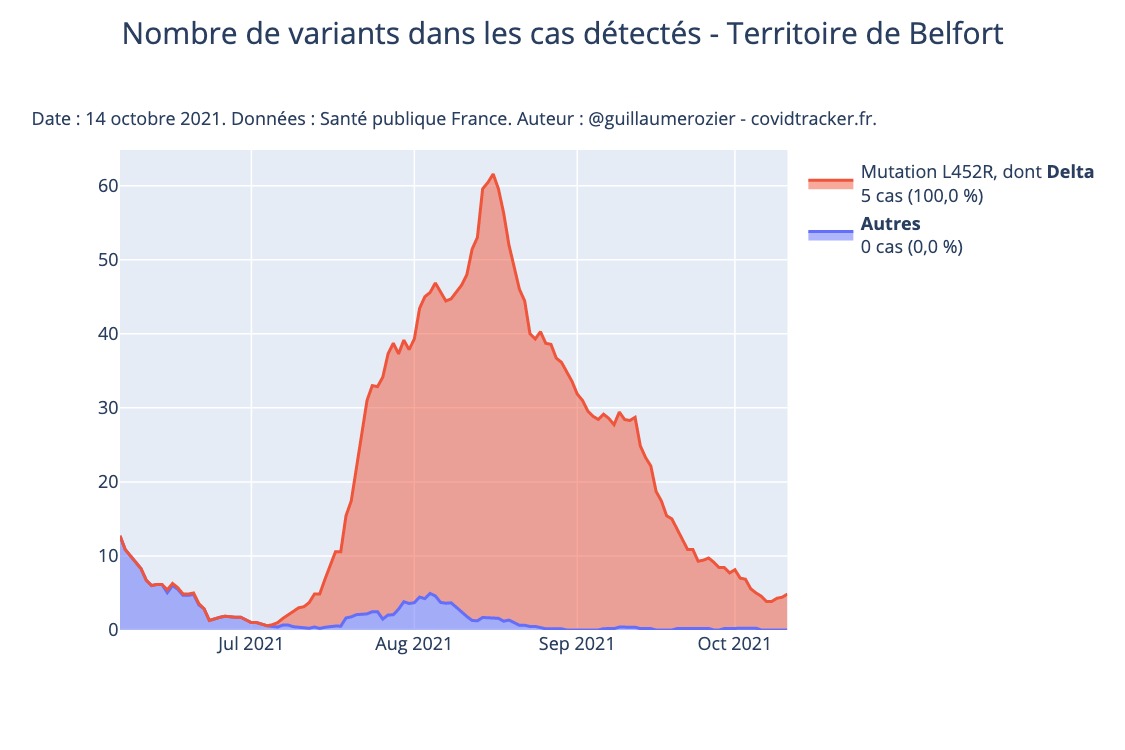 Nombre de variants dans les cas détectés - Territoire de Belfort
Date : 14 octobre 2021. Données : Santé publique France. Auteur : @guillaumerozier - covidtracker.fr.
60
50
40
30
20
10
0
Jul 2021
Aug 2021
Sep 2021
Oct 2021
Mutation L452R, dont Delta
5 cas (100,0 %)
Autres
0 cas (0,0 %)